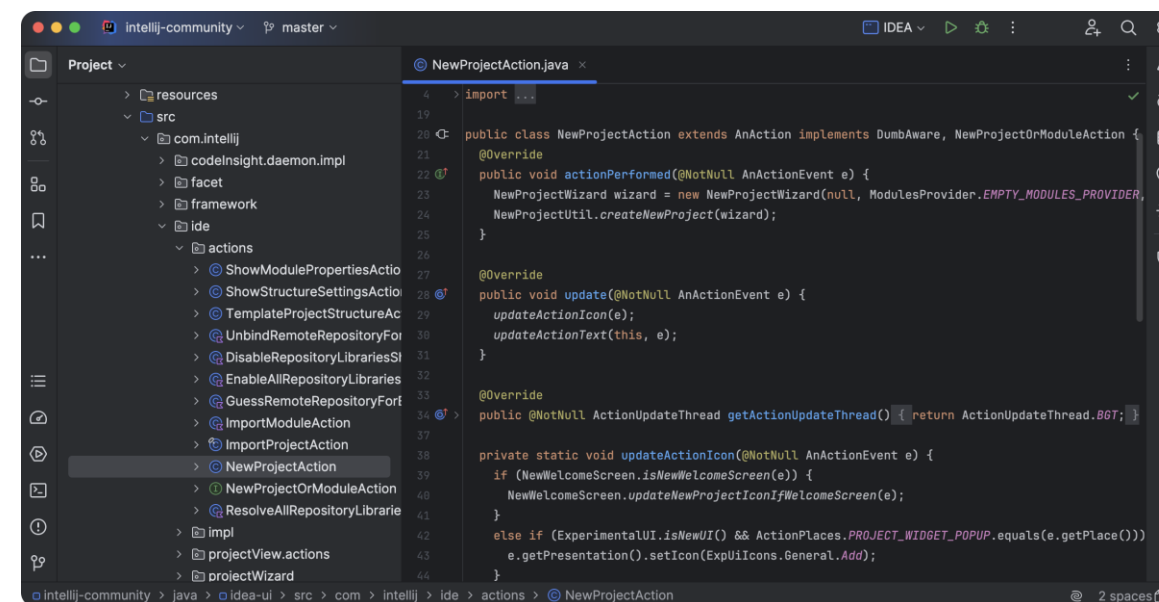 intellij-community master IDEA
Project
resources
src
com.intellij
codeInsight.daemon.impl
facet
framework
ide
actions
ShowModulePropertiesActio
ShowStructureSettingsActio
TemplateProjectStructureAc
UnbindRemoteRepositoryFo
DisableRepositoryLibrariesS
EnableAllRepositoryLibraries
GuessRemoteRepositoryForE
ImportModuleAction
ImportProjectAction
NewProjectAction
NewProjectOrModuleAction
ResolveAllRepositoryLibrarie
impl
projectView.actions
projectWizard
NewProjectAction.java
4 import ...
19
20 public class NewProjectAction extends AnAction implements DumbAware, NewProjectOrModuleAction {
21 @Override
22 public void actionPerformed(@NotNull AnActionEvent e) {
23 NewProjectWizard wizard = new NewProjectWizard(null, ModulesProvider.EMPTY_MODULES_PROVIDER,
24 NewProjectUtil.createNewProject(wizard);
25 }
26
27 @Override
28 public void update(@NotNull AnActionEvent e) {
29 updateActionIcon(e);
30 updateActionText(this, e);
31 }
32
33 @Override
34 public @NotNull ActionUpdateThread getActionUpdateThread() { return ActionUpdateThread.BGT; }
37
38 private static void updateActionIcon(@NotNull AnActionEvent e) {
39 if (NewWelcomeScreen.isNewWelcomeScreen(e)) {
40 NewWelcomeScreen.updateNewProjectIconIfWelcomeScreen(e);
41 }
42 else if (ExperimentalUI.isNewUI() && ActionPlaces.PROJECT_WIDGET_POPUP.equals(e.getPlace()))
43 e.getPresentation().setIcon(ExpUiIcons.General.Add);
44 }
intellij-community > java > idea-ui > src > com > intellij > ide > actions > NewProjectAction 2 spaces